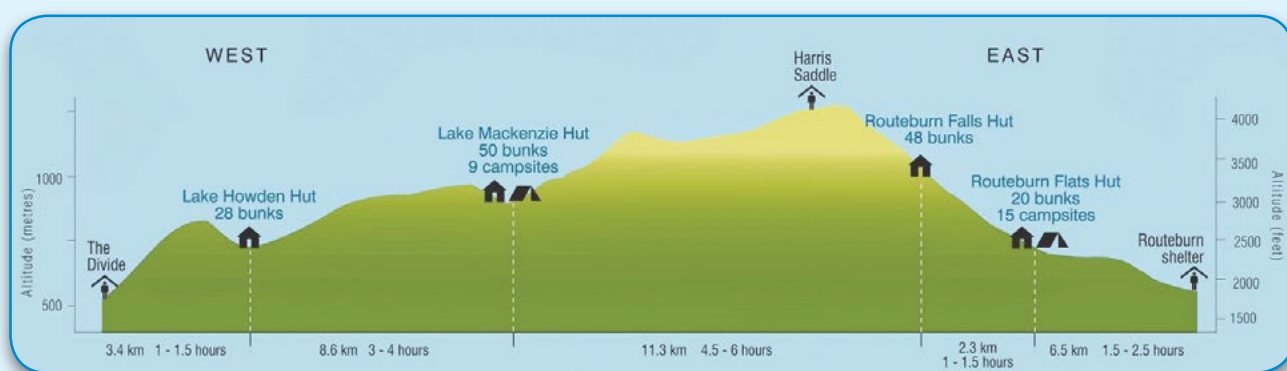 WEST
EAST
Harris
Saddle
Lake Mackenzie Hut
50 bunks
9 campsites
Routeburn Falls Hut
48 bunks
Lake Howden Hut
28 bunks
Routeburn Flats Hut
20 bunks
15 campsites
The
Divide
Routeburn
shelter
Altitude (metres)
1000
500
Altitude (feet)
4000
3500
3000
2500
2000
1500
3.4 km 1 - 1.5 hours
8.6 km 3 - 4 hours
11.3 km 4.5 - 6 hours
2.3 km
1 - 1.5 hours
6.5 km 1.5 - 2.5 hours